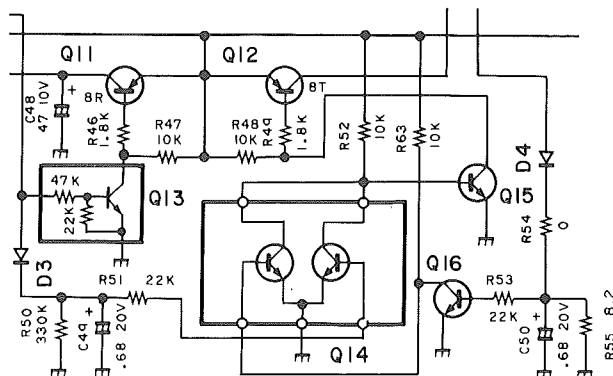 Q11
Q12
8R
8T
C48
47 10V
+
R46
1.8K
R47
10K
R48
10K
R49
1.8K
R52
10K
R63
10K
D4
47K
22K
Q13
Q15
R54
0
D3
R51
22K
Q16
R53
22K
R50
330K
C49
.68 20V
+
Q14
C50
.68 20V
+
R55
8.2